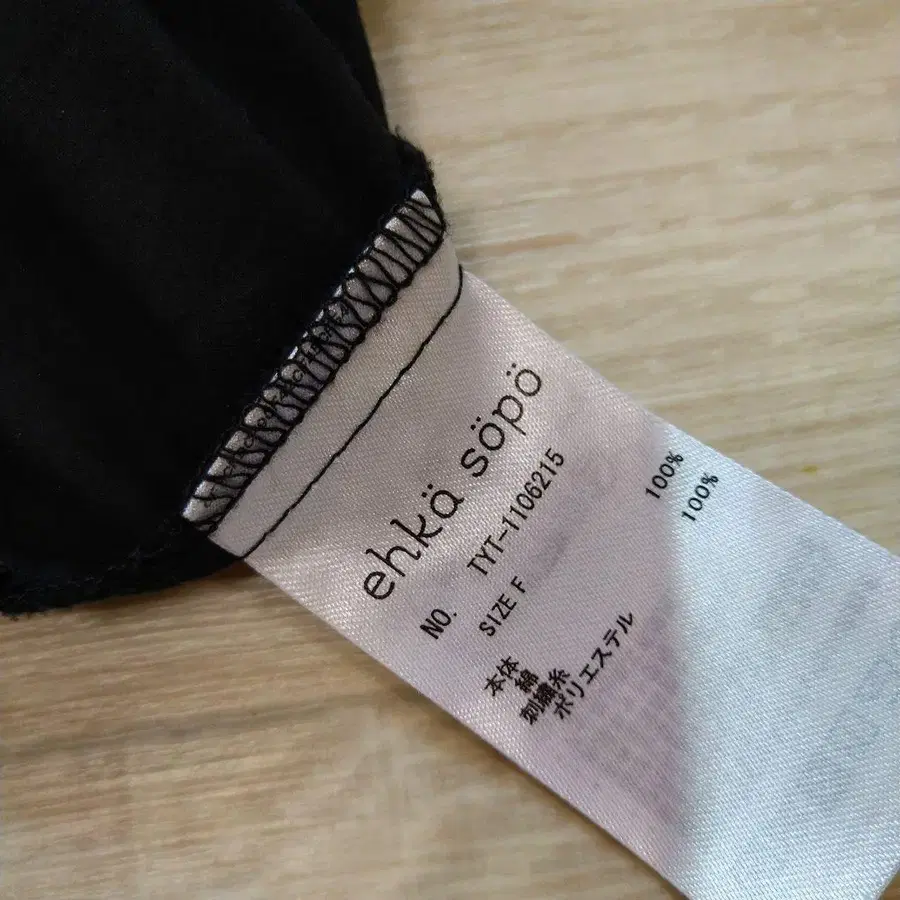 ehkä söpö
NO. TYT-1106215
SIZE F
本体
綿 100%
刺繍糸
ポリエステル 100%